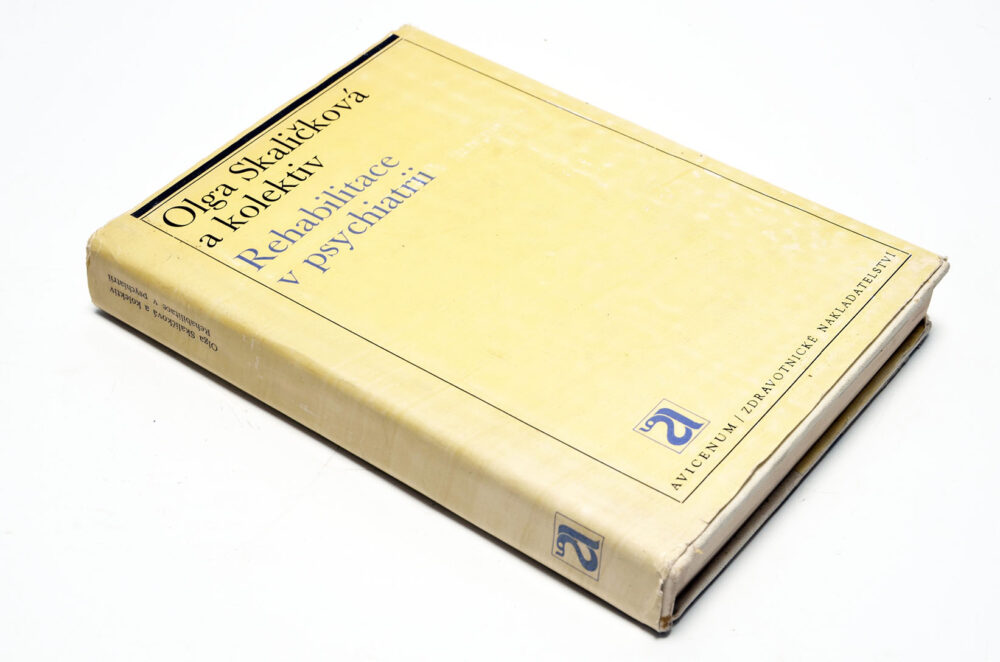 Olga Skaličková
a kolektiv
Rehabilitace
v psychiatrii
AVICENUM / ZDRAVOTNICKÉ NAKLADATELSTVÍ
Olga Skaličková a kolektiv
Rehabilitace v psychiatrii